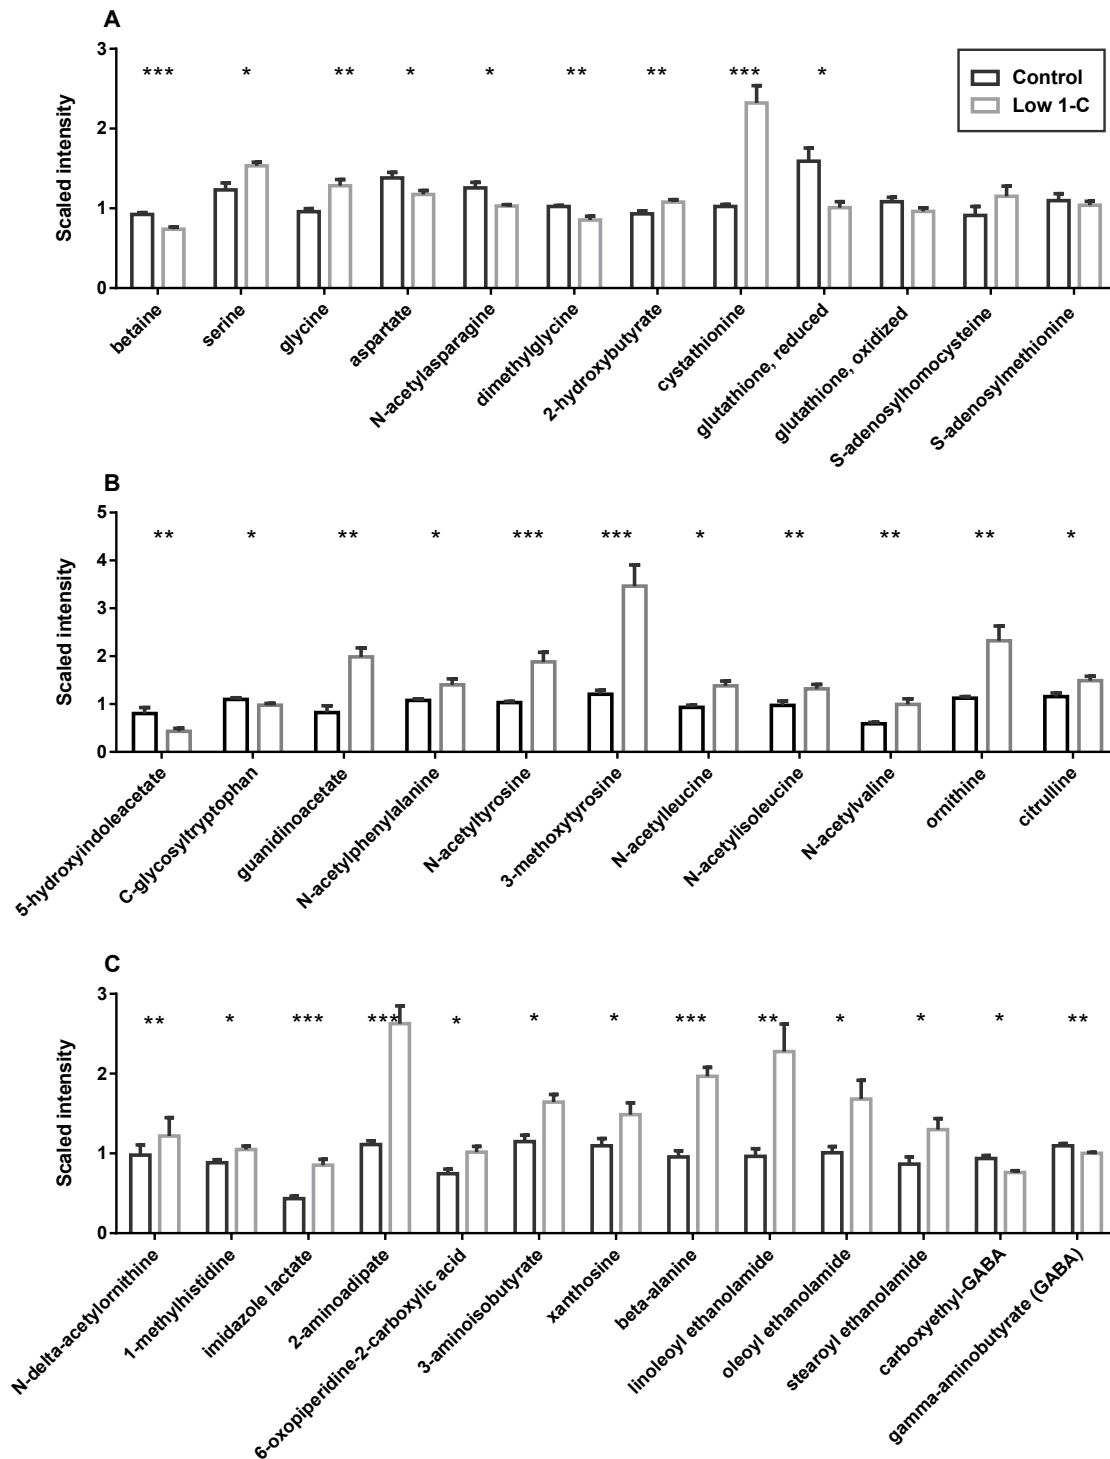 A
3
*** * ** * * ** ** *** *
Control
Low 1-C
2
Scaled intensity
1
0
betaine
serine
glycine
aspartate
N-acetylasparagine
dimethylglycine
2-hydroxybutyrate
cystathionine
glutathione, reduced
glutathione, oxidized
S-adenosylhomocysteine
S-adenosylmethionine
B
5
** * ** * *** *** * ** ** ** *
4
3
Scaled intensity
2
1
0
5-hydroxyindoleacetate
C-glycosyltryptophan
guanidinoacetate
N-acetylphenylalanine
N-acetyltyrosine
3-methoxytyrosine
N-acetylleucine
N-acetylisoleucine
N-acetylvaline
ornithine
citrulline
C
3
** * *** *** * * * *** ** * * * **
2
Scaled intensity
1
0
N-delta-acetylornithine
1-methylhistidine
imidazole lactate
2-aminoadipate
6-oxopiperidine-2-carboxylic acid
3-aminoisobutyrate
xanthosine
beta-alanine
linoleoyl ethanolamide
oleoyl ethanolamide
stearoyl ethanolamide
carboxyethyl-GABA
gamma-aminobutyrate (GABA)